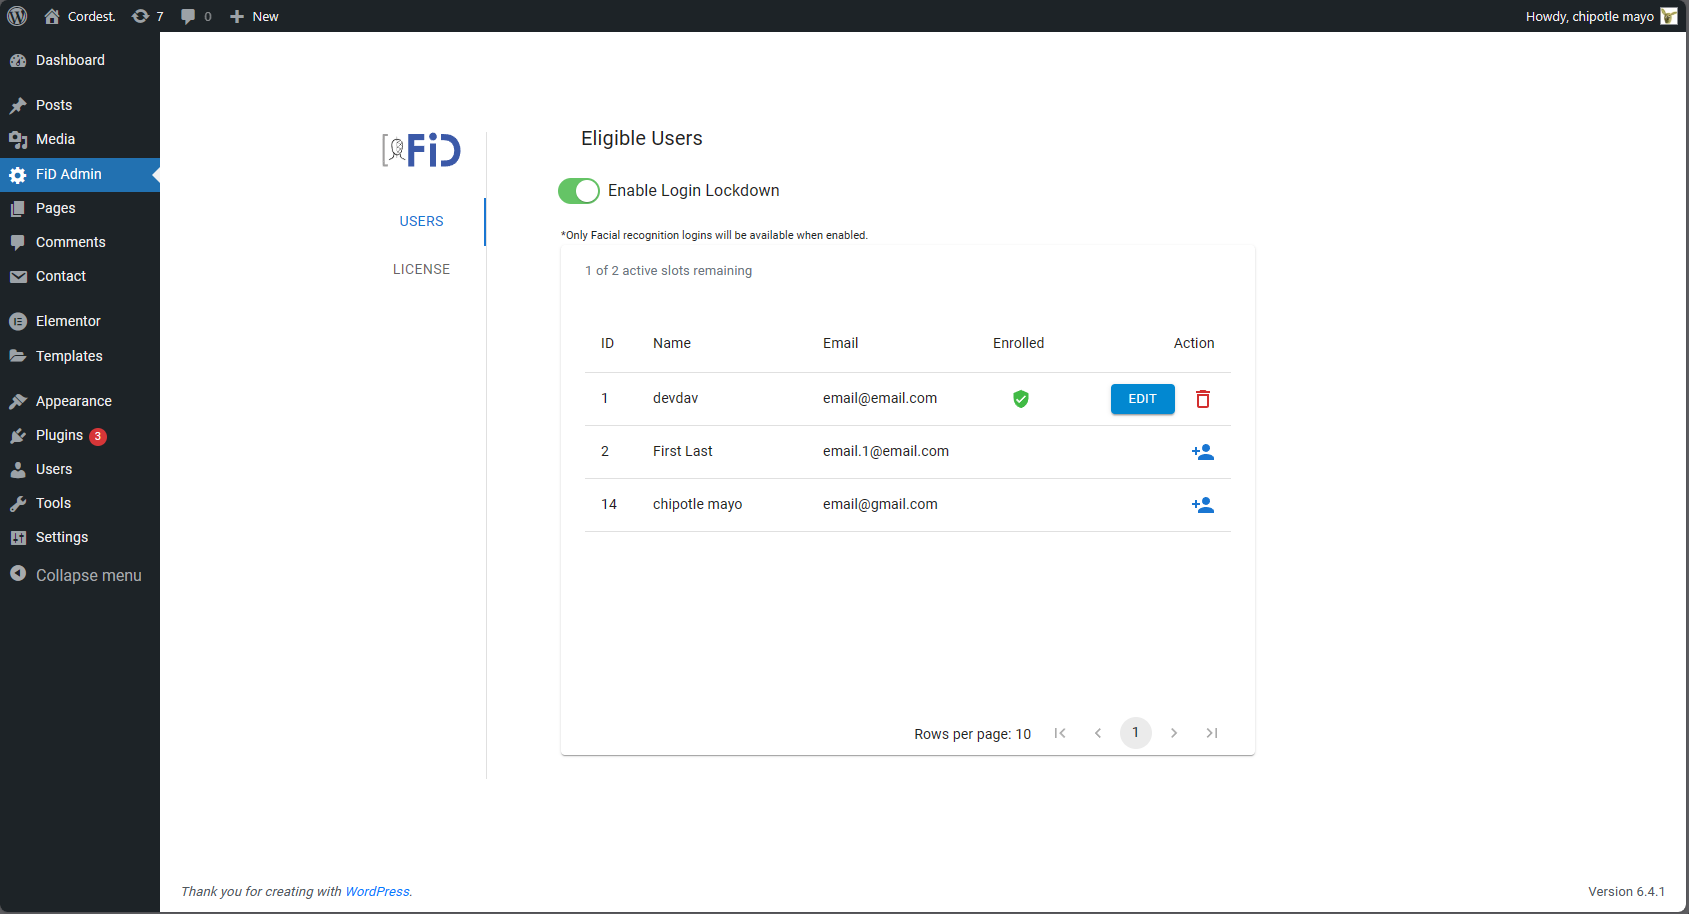 Cordest. 7 0 New Howdy, chipotle mayo
Dashboard
Posts
Media
FiD Admin
Pages
Comments
Contact
Elementor
Templates
Appearance
Plugins 3
Users
Tools
Settings
Collapse menu
FiD
USERS
LICENSE
Eligible Users
Enable Login Lockdown
*Only Facial recognition logins will be available when enabled.
1 of 2 active slots remaining
ID Name Email Enrolled Action
1 devdav email@email.com EDIT
2 First Last email.1@email.com
14 chipotle mayo email@gmail.com
Rows per page: 10 1
Thank you for creating with WordPress. Version 6.4.1